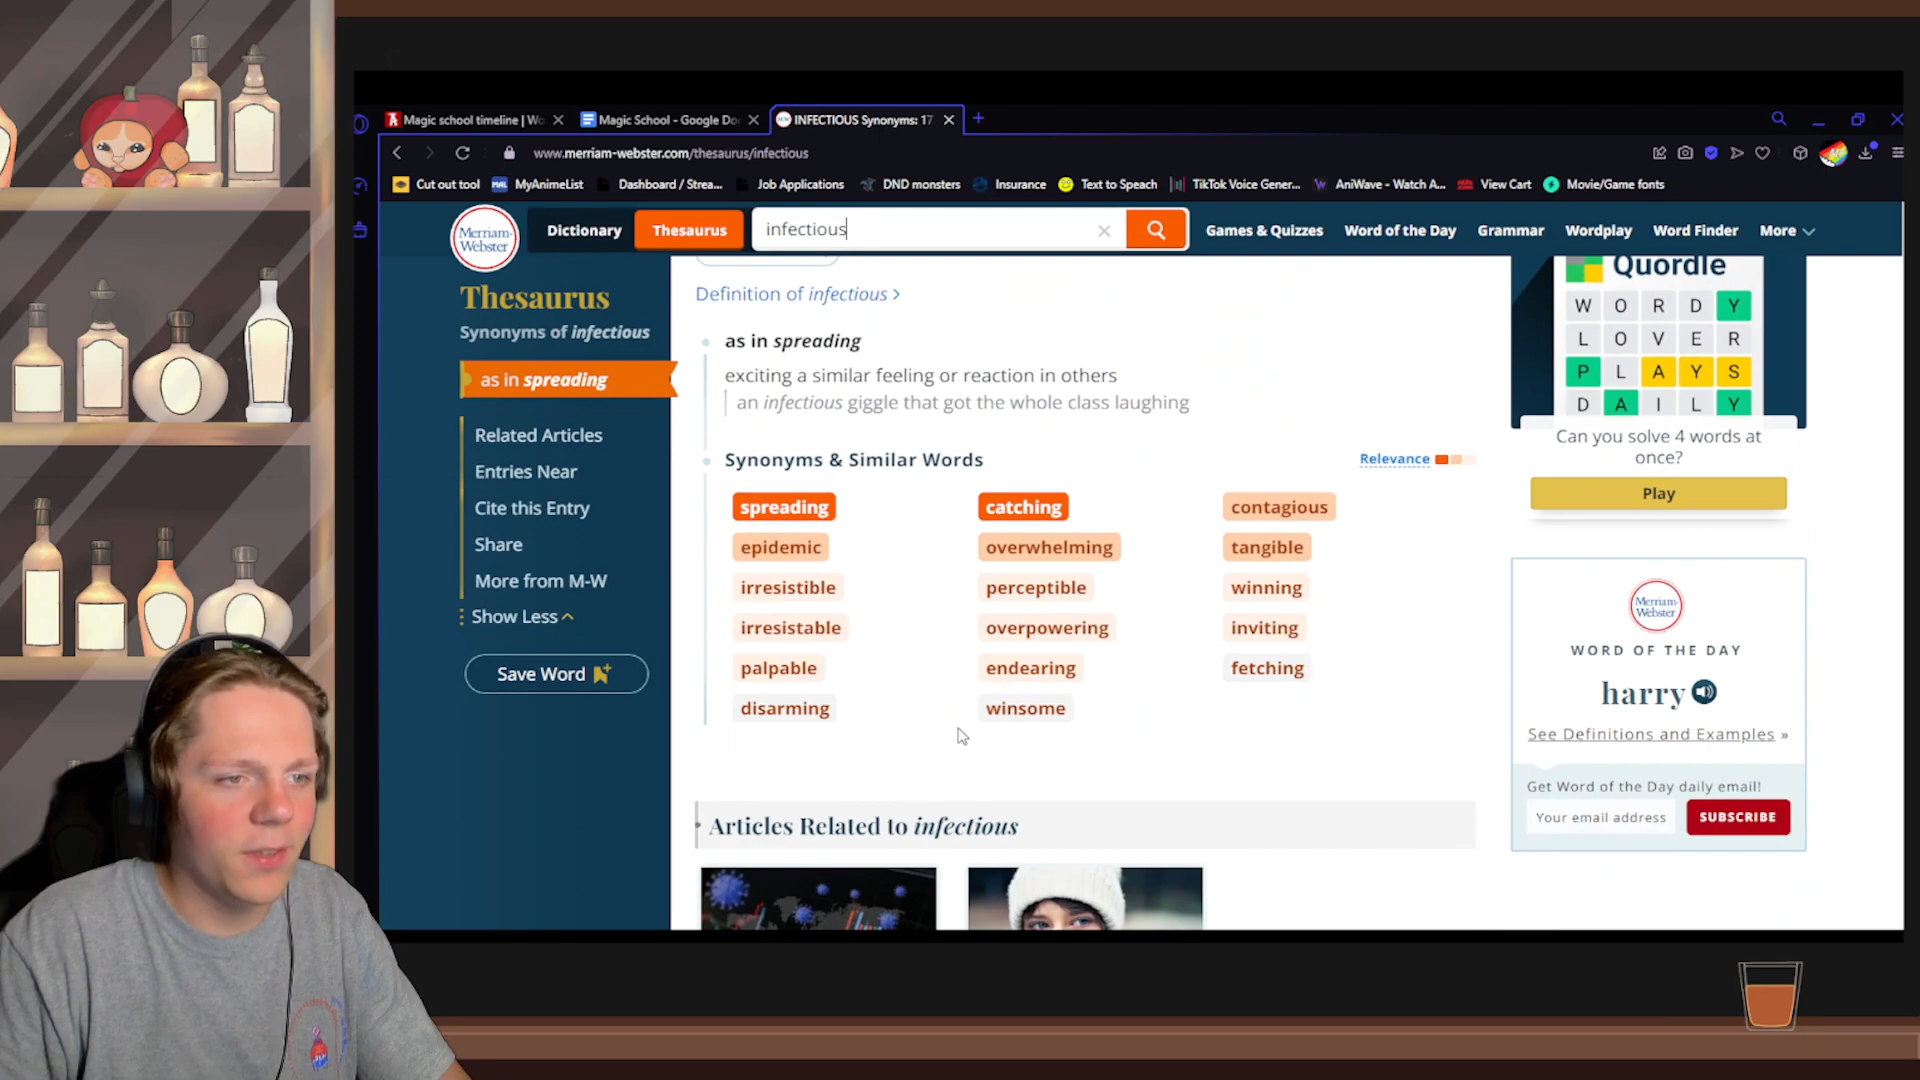 Magic school timeline | Wo
Magic School - Google Do
INFECTIOUS Synonyms: 17
www.merriam-webster.com/thesaurus/infectious
Cut out tool
MAL MyAnimeList
Dashboard / Strea...
Job Applications
DND monsters
Insurance
Text to Speach
TikTok Voice Gener...
AniWave - Watch A...
View Cart
Movie/Game fonts
Merriam-
Webster
Dictionary
Thesaurus
infectious
Games & Quizzes
Word of the Day
Grammar
Wordplay
Word Finder
More
Thesaurus
Synonyms of infectious
as in spreading
Related Articles
Entries Near
Cite this Entry
Share
More from M-W
Show Less
Save Word
Definition of infectious >
as in spreading
exciting a similar feeling or reaction in others
an infectious giggle that got the whole class laughing
Synonyms & Similar Words
Relevance
spreading catching contagious
epidemic overwhelming tangible
irresistible perceptible winning
irresistable overpowering inviting
palpable endearing fetching
disarming winsome
Articles Related to infectious
Quordle
W O R D Y
L O V E R
P L A Y S
D A I L Y
Can you solve 4 words at
once?
Play
Merriam-
Webster
WORD OF THE DAY
harry
See Definitions and Examples »
Get Word of the Day daily email!
Your email address
SUBSCRIBE